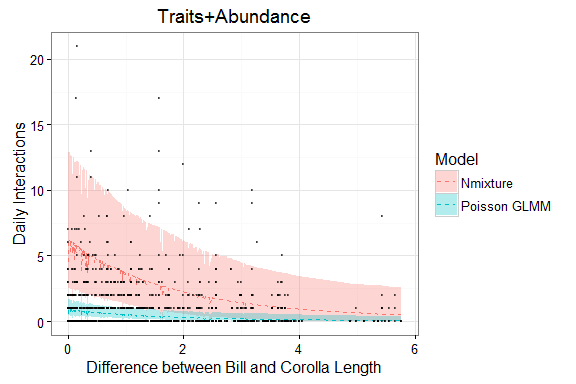 Traits+Abundance
Daily Interactions
20
15
10
5
0
0
2
4
6
Difference between Bill and Corolla Length
Model
Nmixture
Poisson GLMM